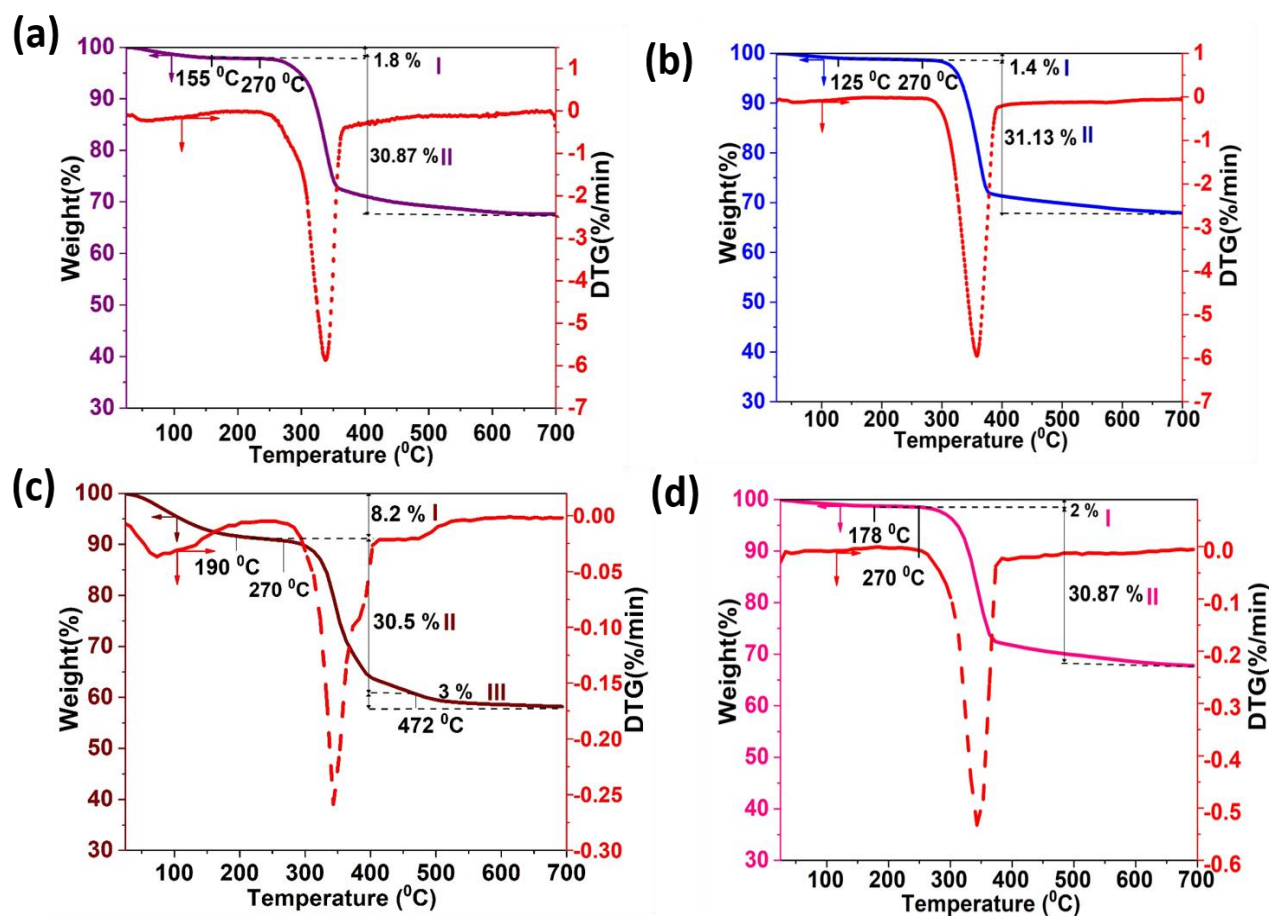 (a)
100
90
80
70
60
50
40
30
Weight(%)
155 ⁰C
270 ⁰C
1.8 % I
30.87 % II
1
0
-1
-2
-3
-4
-5
-6
-7
DTG(%/min)
100 200 300 400 500 600 700
Temperature (⁰C)
(b)
100
90
80
70
60
50
40
30
Weight(%)
125 ⁰C
270 ⁰C
1.4 % I
31.13 % II
1
0
-1
-2
-3
-4
-5
-6
-7
DTG(%/min)
100 200 300 400 500 600 700
Temperature (⁰C)
(c)
100
90
80
70
60
50
40
30
Weight(%)
190 ⁰C
270 ⁰C
8.2 % I
30.5 % II
3 % III
472 ⁰C
0.00
-0.05
-0.10
-0.15
-0.20
-0.25
-0.30
DTG(%/min)
100 200 300 400 500 600 700
Temperature (⁰C)
(d)
100
90
80
70
60
50
40
30
Weight(%)
178 ⁰C
270 ⁰C
2 % I
30.87 % II
0.0
-0.1
-0.2
-0.3
-0.4
-0.5
-0.6
DTG(%/min)
100 200 300 400 500 600 700
Temperature (⁰C)